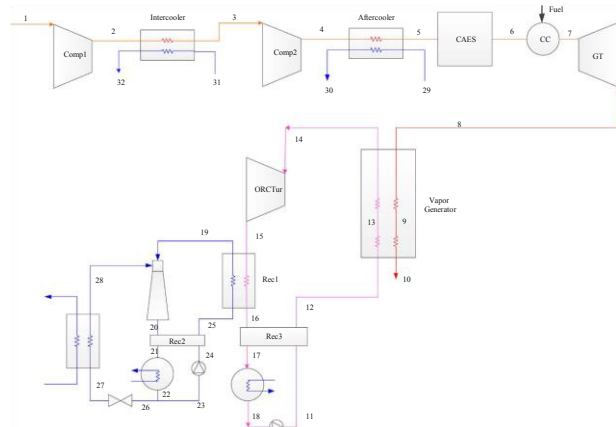 Fuel
1
2
Intercooler
3
4
Aftercooler
5
CAES
6
CC
7
Comp1
Comp2
GT
32
31
30
29
8
14
ORCTur
13
9
Vapor
Generator
19
15
10
28
Rec1
12
16
20
25
Rec2
Rec3
21
24
17
27
22
26
23
18
11